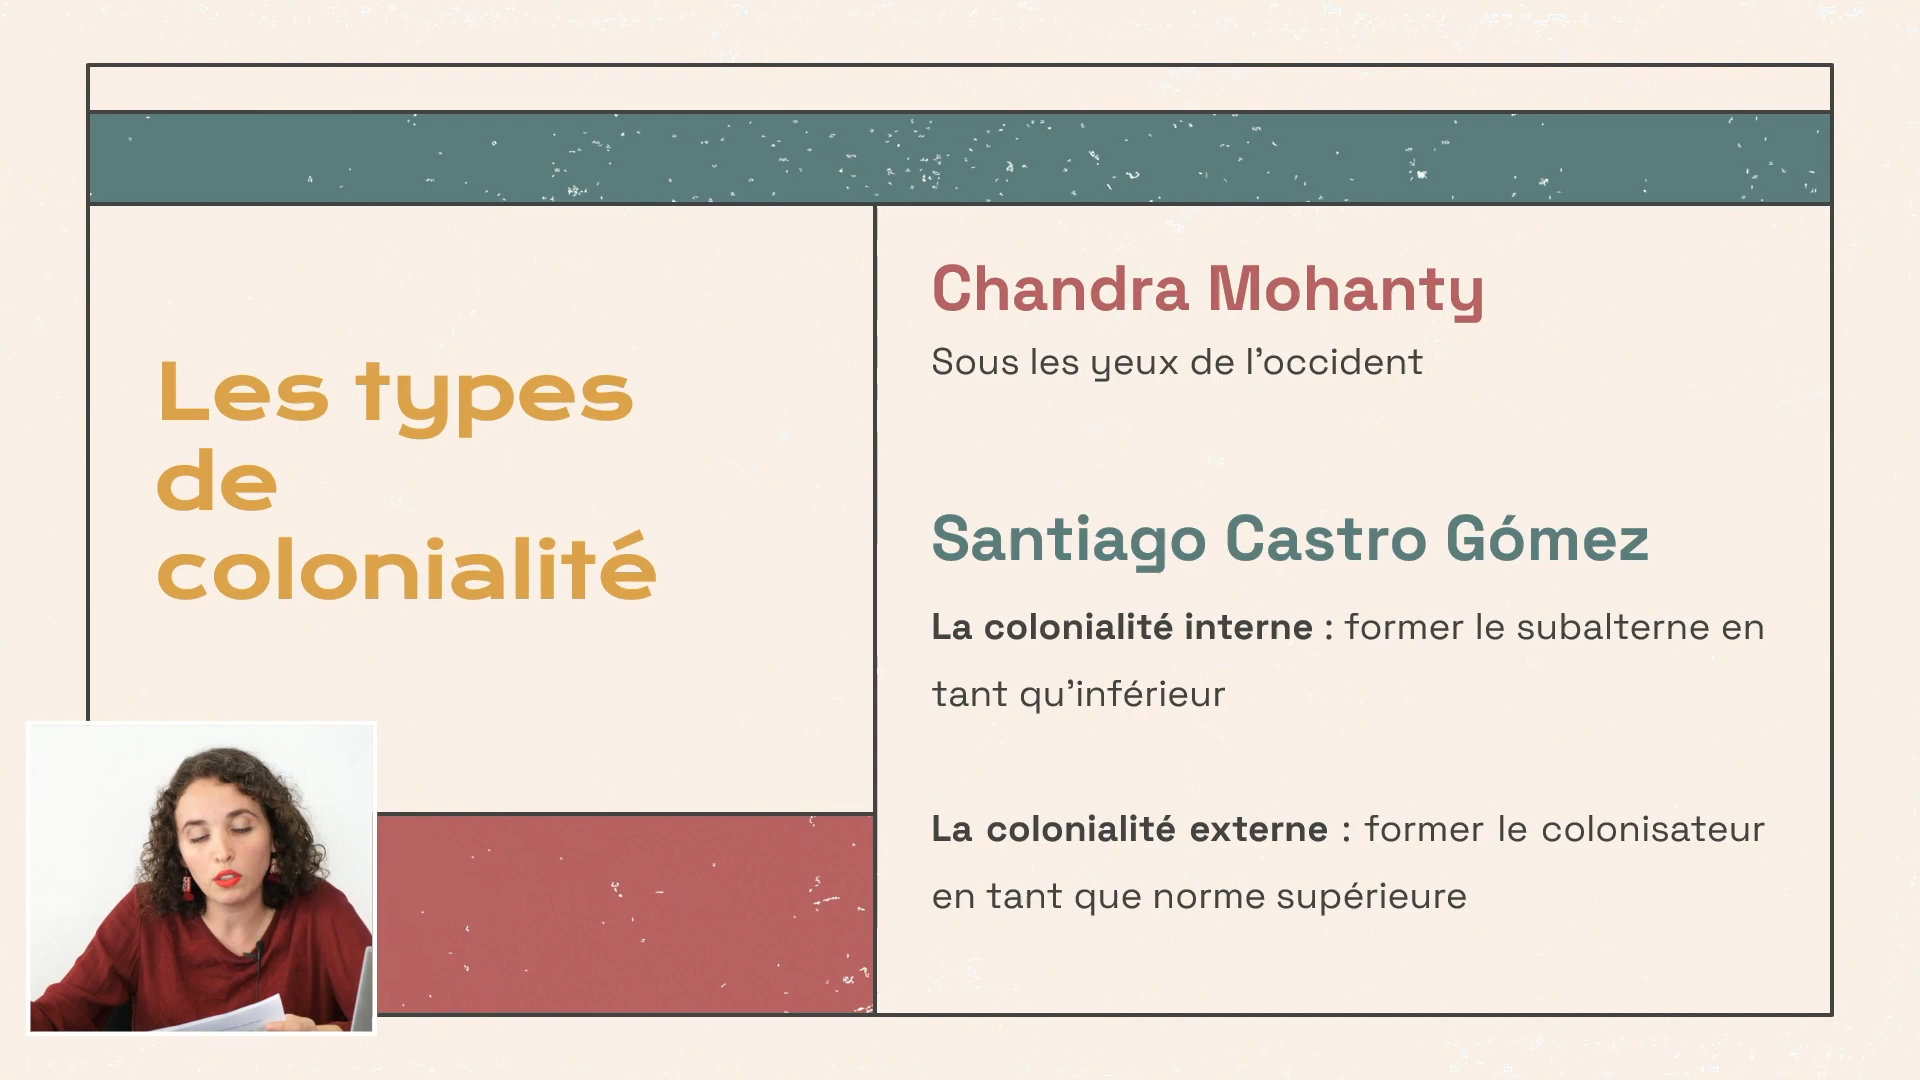 Les types
de
colonialité
Chandra Mohanty
Sous les yeux de l’occident
Santiago Castro Gómez
La colonialité interne : former le subalterne en
tant qu’inférieur
La colonialité externe : former le colonisateur
en tant que norme supérieure